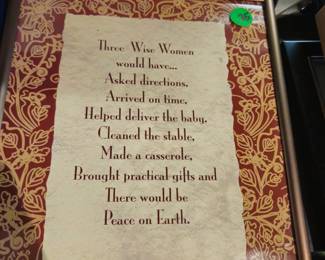 Three Wise Women
would have...
Asked directions,
Arrived on time,
Helped deliver the baby,
Cleaned the stable,
Made a casserole,
Brought practical gifts and
There would be
Peace on Earth.